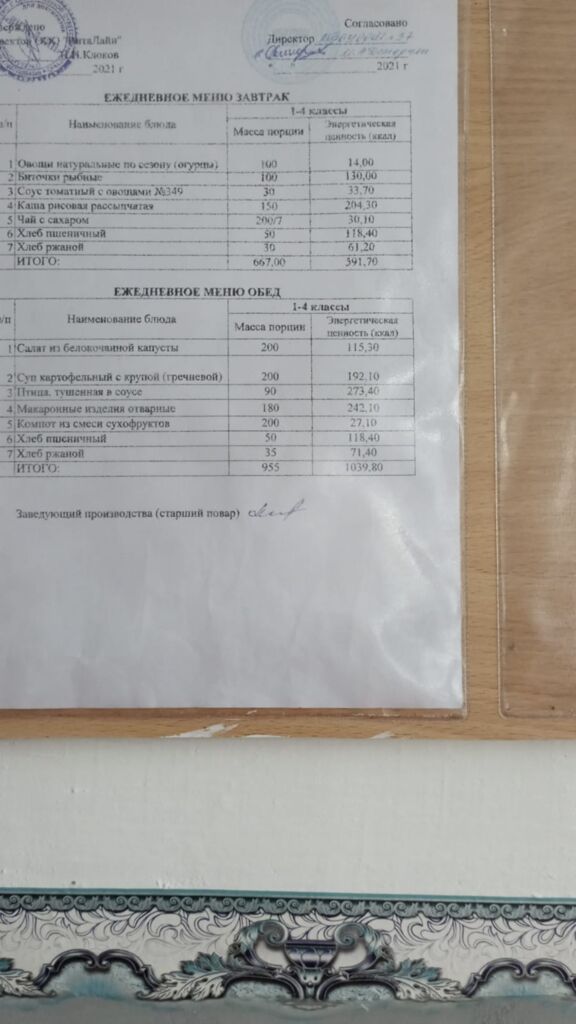 Согласовано
Директор
"ВитаЛайн"
Н.Н.Клюков
2021 г
2021 г
ЕЖЕДНЕВНОЕ МЕНЮ ЗАВТРАК
п/п Наименование блюда 1-4 классы
Масса порции Энергетическая ценность (ккал)
1 Овощи натуральные по сезону (огурцы) 100 14,00
2 Биточки рыбные 100 130,00
3 Соус томатный с овощами №349 30 33,70
4 Каша рисовая рассыпчатая 150 204,30
5 Чай с сахаром 200/7 30,10
6 Хлеб пшеничный 50 118,40
7 Хлеб ржаной 30 61,20
ИТОГО: 667,00 591,70
ЕЖЕДНЕВНОЕ МЕНЮ ОБЕД
п/п Наименование блюда 1-4 классы
Масса порции Энергетическая ценность (ккал)
1 Салат из белокочанной капусты 200 115,30
2 Суп картофельный с крупой (гречневой) 200 192,10
3 Птица, тушенная в соусе 90 273,40
4 Макаронные изделия отварные 180 242,10
5 Компот из смеси сухофруктов 200 27,10
6 Хлеб пшеничный 50 118,40
7 Хлеб ржаной 35 71,40
ИТОГО: 955 1039,80
Заведующий производства (старший повар)